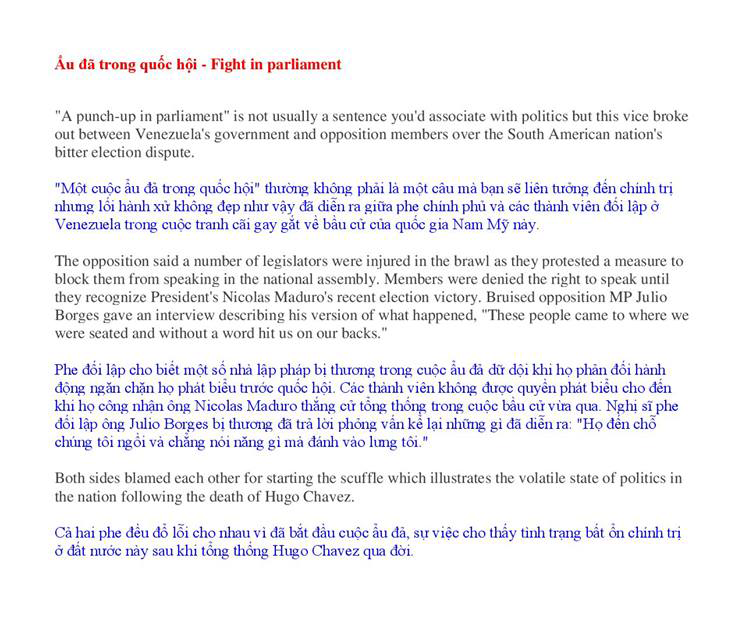 Ẩu đã trong quốc hội - Fight in parliament
"A punch-up in parliament" is not usually a sentence you'd associate with politics but this vice broke
out between Venezuela's government and opposition members over the South American nation's
bitter election dispute.
"Một cuộc ẩu đả trong quốc hội" thường không phải là một câu mà bạn sẽ liên tưởng đến chính trị
nhưng lối hành xử không đẹp như vậy đã diễn ra giữa phe chính phủ và các thành viên đối lập ở
Venezuela trong cuộc tranh cãi gay gắt về bầu cử của quốc gia Nam Mỹ này.
The opposition said a number of legislators were injured in the brawl as they protested a measure to
block them from speaking in the national assembly. Members were denied the right to speak until
they recognize President's Nicolas Maduro's recent election victory. Bruised opposition MP Julio
Borges gave an interview describing his version of what happened, "These people came to where we
were seated and without a word hit us on our backs."
Phe đối lập cho biết một số nhà lập pháp bị thương trong cuộc ẩu đả dữ dội khi họ phản đối hành
động ngăn chặn họ phát biểu trước quốc hội. Các thành viên không được quyền phát biểu cho đến
khi họ công nhận ông Nicolas Maduro thắng cử tổng thống trong cuộc bầu cử vừa qua. Nghị sĩ phe
đối lập ông Julio Borges bị thương đã trả lời phỏng vấn kể lại những gì đã diễn ra: "Họ đến chỗ
chúng tôi ngồi và chẳng nói năng gì mà đánh vào lưng tôi."
Both sides blamed each other for starting the scuffle which illustrates the volatile state of politics in
the nation following the death of Hugo Chavez.
Cả hai phe đều đổ lỗi cho nhau vì đã bắt đầu cuộc ẩu đả, sự việc cho thấy tình trạng bất ổn chính trị
ở đất nước này sau khi tổng thống Hugo Chavez qua đời.